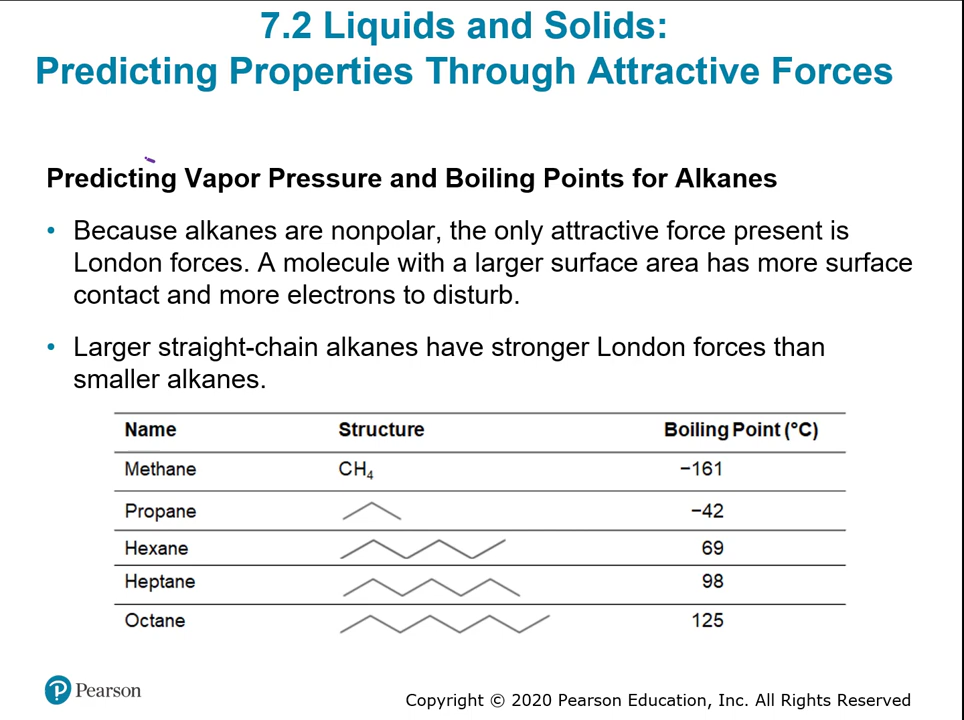 7.2 Liquids and Solids:
Predicting Properties Through Attractive Forces
Predicting Vapor Pressure and Boiling Points for Alkanes
• Because alkanes are nonpolar, the only attractive force present is
London forces. A molecule with a larger surface area has more surface
contact and more electrons to disturb.
• Larger straight-chain alkanes have stronger London forces than
smaller alkanes.
Name Structure Boiling Point (°C)
Methane CH₄ −161
Propane −42
Hexane 69
Heptane 98
Octane 125
P Pearson
Copyright © 2020 Pearson Education, Inc. All Rights Reserved